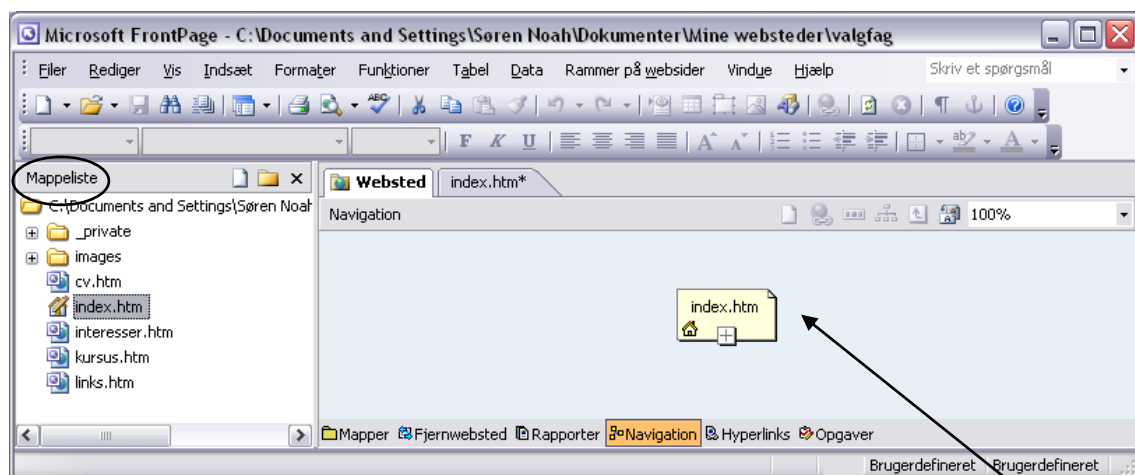 Microsoft FrontPage - C:\Documents and Settings\Søren Noah\Dokumenter\Mine websteder\valgfag
Filer Rediger Vis Indsæt Formater Funktioner Tabel Data Rammer på websider Vindue Hjælp Skriv et spørgsmål
ABC
F K U A A ab A
Mappeliste
Websted index.htm*
C:\Documents and Settings\Søren Noah
Navigation 100%
_private
images
cv.htm
index.htm
interesser.htm
kursus.htm
links.htm
index.htm
Mapper Fjernwebsted Rapporter Navigation Hyperlinks Opgaver
Brugerdefineret Brugerdefineret